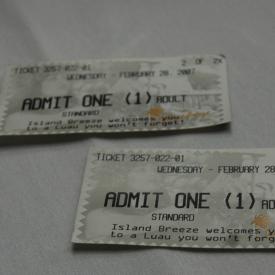 2 OF 2X
TICKET 3257-022-01
WEDNESDAY - FEBRUARY 28, 2007
ADMIT ONE (1) ADULT
STANDARD
Island Breeze welcomes you
to a Luau you won't forget!
TICKET 3257-022-01
WEDNESDAY - FEBRUARY 28
ADMIT ONE (1) A
STANDARD
Island Breeze welcomes y
to a Luau you won't forg